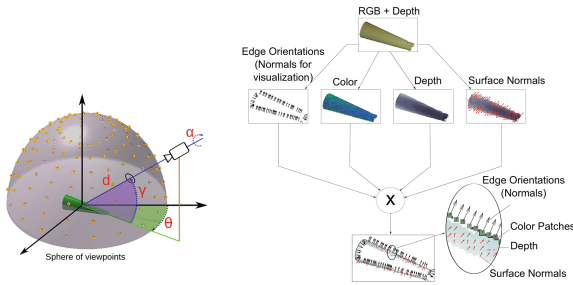 α
d
γ
θ
Sphere of viewpoints
RGB + Depth
Edge Orientations
(Normals for
visualization)
Color
Depth
Surface Normals
X
Edge Orientations
(Normals)
Color Patches
Depth
Surface Normals